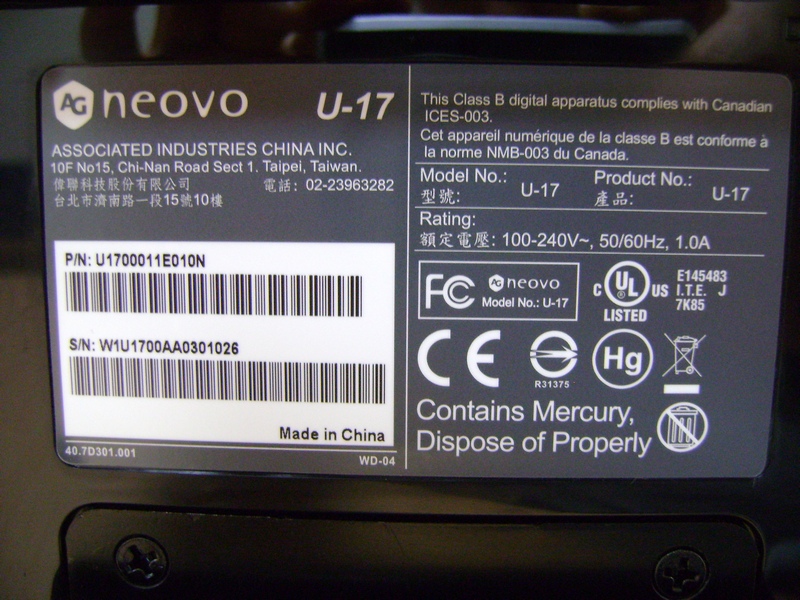 AG neovo U-17
ASSOCIATED INDUSTRIES CHINA INC.
10F No15, Chi-Nan Road Sect 1. Taipei, Taiwan.
偉聯科技股份有限公司 電話: 02-23963282
台北市濟南路一段15號10樓
P/N: U1700011E010N
S/N: W1U1700AA0301026
Made in China
40.7D301.001 WD-04
This Class B digital apparatus complies with Canadian
ICES-003.
Cet appareil numérique de la classe B est conforme à
la norme NMB-003 du Canada.
Model No.: Product No.:
型號: U-17 產品: U-17
Rating:
額定電壓: 100-240V~, 50/60Hz, 1.0A
FC AG neovo
Model No.: U-17
c UL US
LISTED
E145483
I.T.E. J
7K85
CE
R31375
Hg
Contains Mercury,
Dispose of Properly